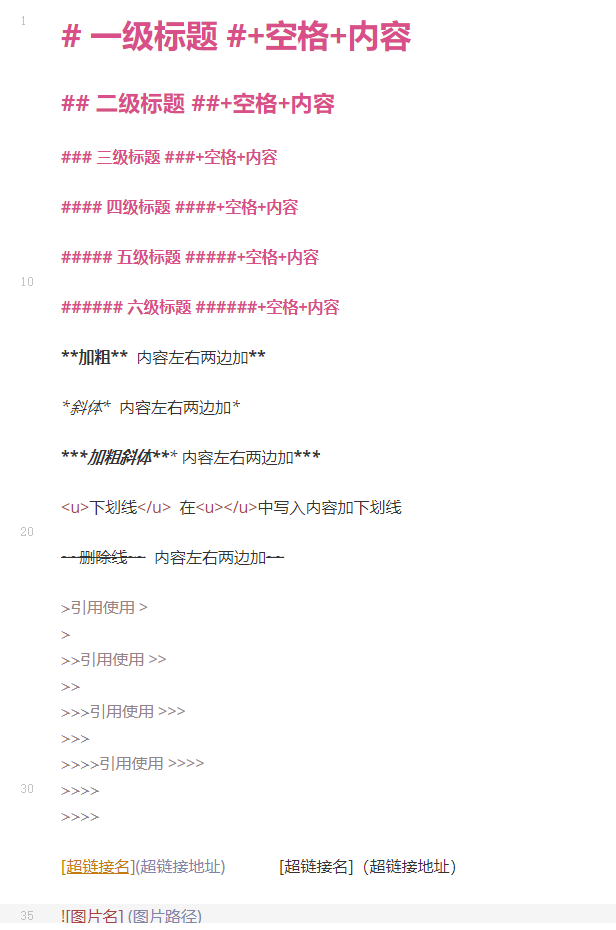 1
# 一级标题 #+空格+内容
## 二级标题 ##+空格+内容
### 三级标题 ###+空格+内容
#### 四级标题 ####+空格+内容
##### 五级标题 #####+空格+内容
10
###### 六级标题 ######+空格+内容
**加粗**  内容左右两边加**
*斜体*  内容左右两边加*
***加粗斜体*** 内容左右两边加***
<u>下划线</u>  在<u></u>中写入内容加下划线
20
~~删除线~~  内容左右两边加~~
>引用使用 >
>
>>引用使用 >>
>>
>>>引用使用 >>>
>>>
>>>>引用使用 >>>>
30 >>>>
>>>>
[超链接名](超链接地址)            [超链接名]（超链接地址）
35 ![图片名] (图片路径)